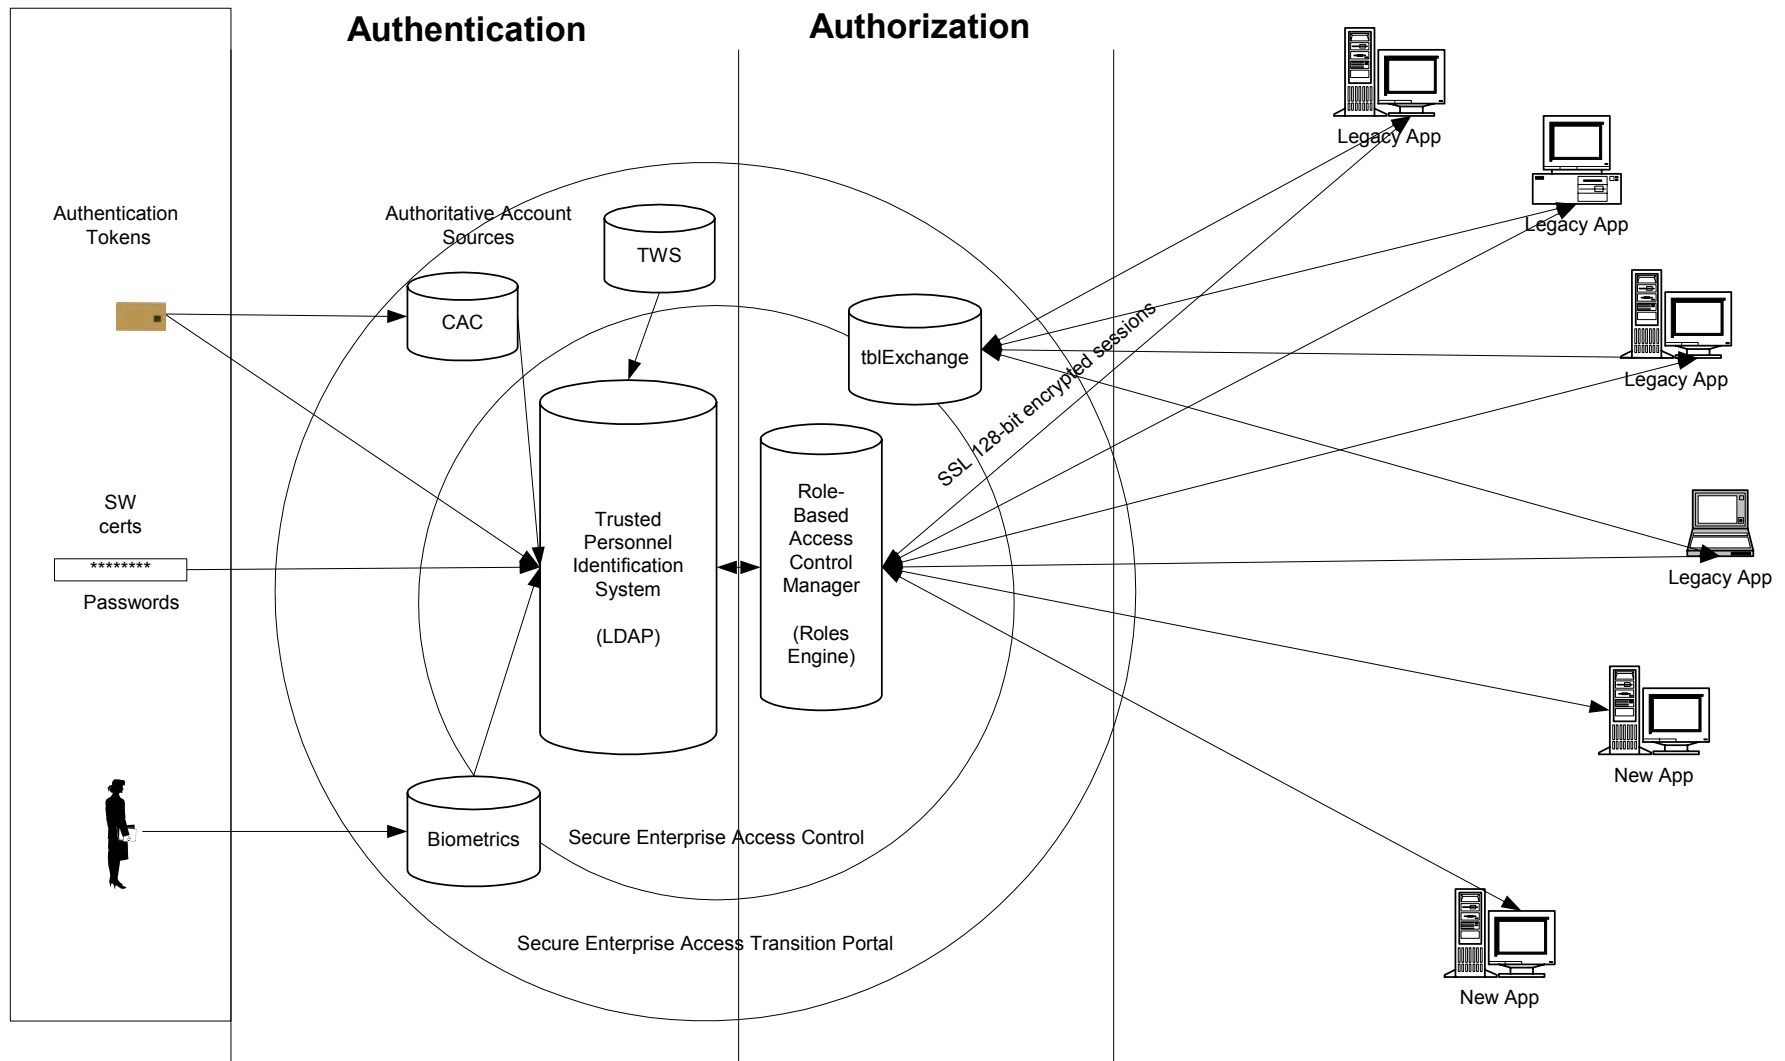 Authentication
Authorization
Authentication
Tokens
SW
certs
********
Passwords
Authoritative Account
Sources
TWS
CAC
Trusted
Personnel
Identification
System
(LDAP)
Biometrics
tblExchange
Role-
Based
Access
Control
Manager
(Roles
Engine)
SSL 128-bit encrypted sessions
Secure Enterprise Access Control
Secure Enterprise Access Transition Portal
Legacy App
Legacy App
Legacy App
Legacy App
New App
New App